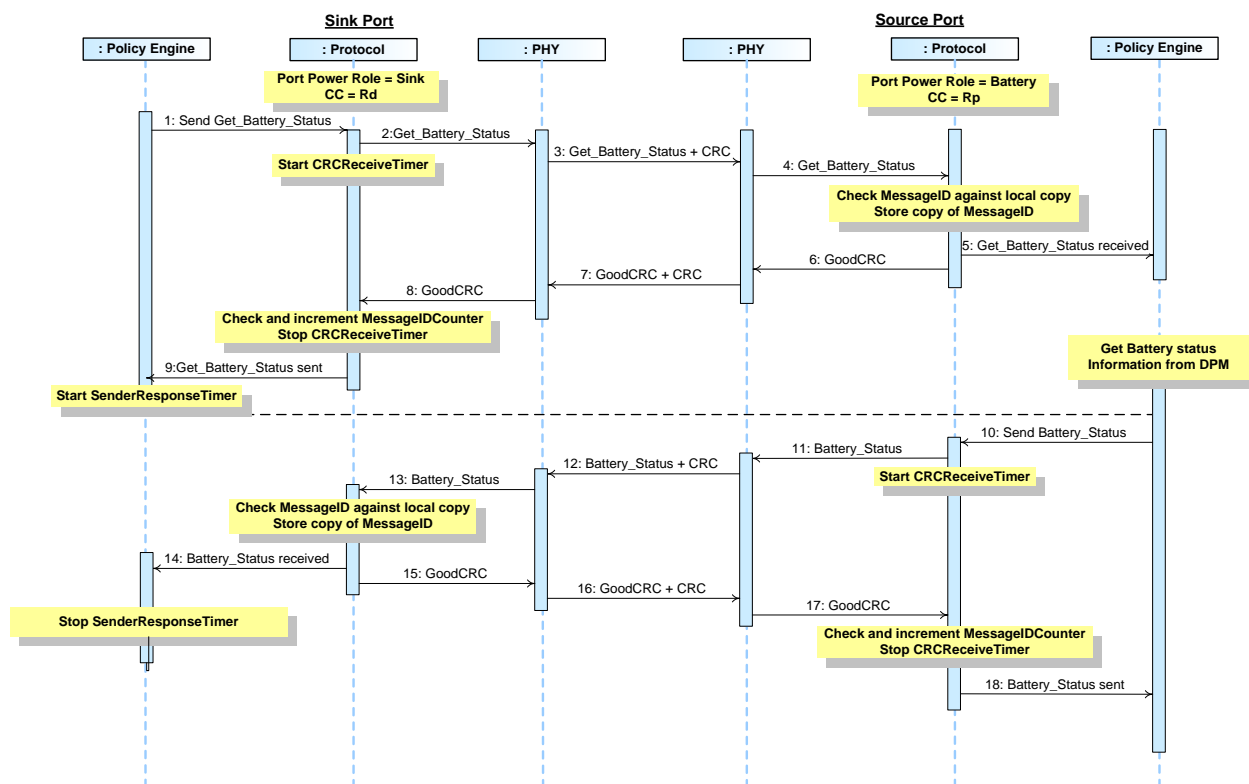 Sink Port
Source Port
: Policy Engine
: Protocol
: PHY
: PHY
: Protocol
: Policy Engine
Port Power Role = Sink
CC = Rd
Port Power Role = Battery
CC = Rp
1: Send Get_Battery_Status
2:Get_Battery_Status
Start CRCReceiveTimer
3: Get_Battery_Status + CRC
4: Get_Battery_Status
Check MessageID against local copy
Store copy of MessageID
5: Get_Battery_Status received
6: GoodCRC
7: GoodCRC + CRC
8: GoodCRC
Check and increment MessageIDCounter
Stop CRCReceiveTimer
9:Get_Battery_Status sent
Start SenderResponseTimer
Get Battery status
Information from DPM
10: Send Battery_Status
11: Battery_Status
Start CRCReceiveTimer
12: Battery_Status + CRC
13: Battery_Status
Check MessageID against local copy
Store copy of MessageID
14: Battery_Status received
15: GoodCRC
16: GoodCRC + CRC
17: GoodCRC
Stop SenderResponseTimer
Check and increment MessageIDCounter
Stop CRCReceiveTimer
18: Battery_Status sent